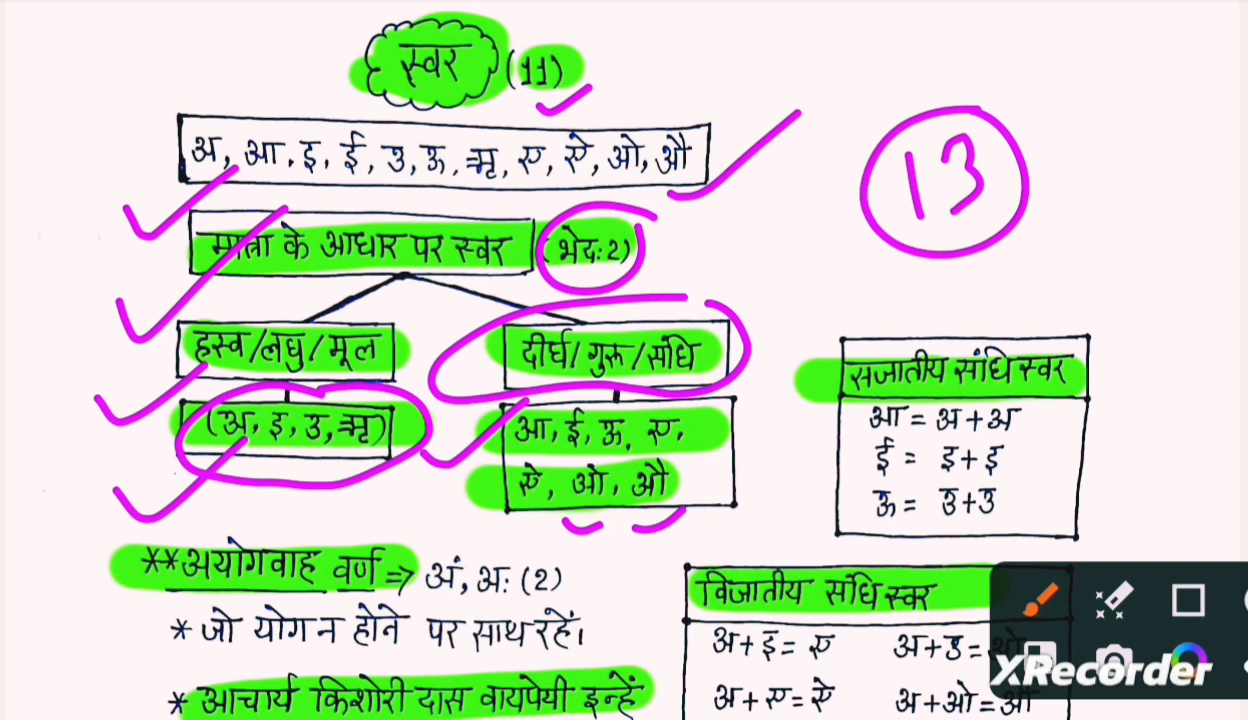 स्वर (11)
13
अ, आ, इ, ई, उ, ऊ, ऋ, ए, ऐ, ओ, औ
मात्रा के आधार पर स्वर (भेद:2)
ह्रस्व/लघु/मूल
दीर्घ/गुरू/संधि
(अ, इ, उ, ऋ)
आ, ई, ऊ, ए,
ऐ, ओ, औ
सजातीय संधि स्वर
आ = अ+अ
ई = इ+इ
ऊ = उ+उ
**अयोगवाह वर्ण => अं, अः (2)
* जो योग न होने पर साथ रहें।
* आचार्य किशोरी दास वायपेयी इन्हें
विजातीय संधि स्वर
अ+इ= ए अ+उ= ओ
अ+ए=ऐ अ+ओ=औ
XRecorder